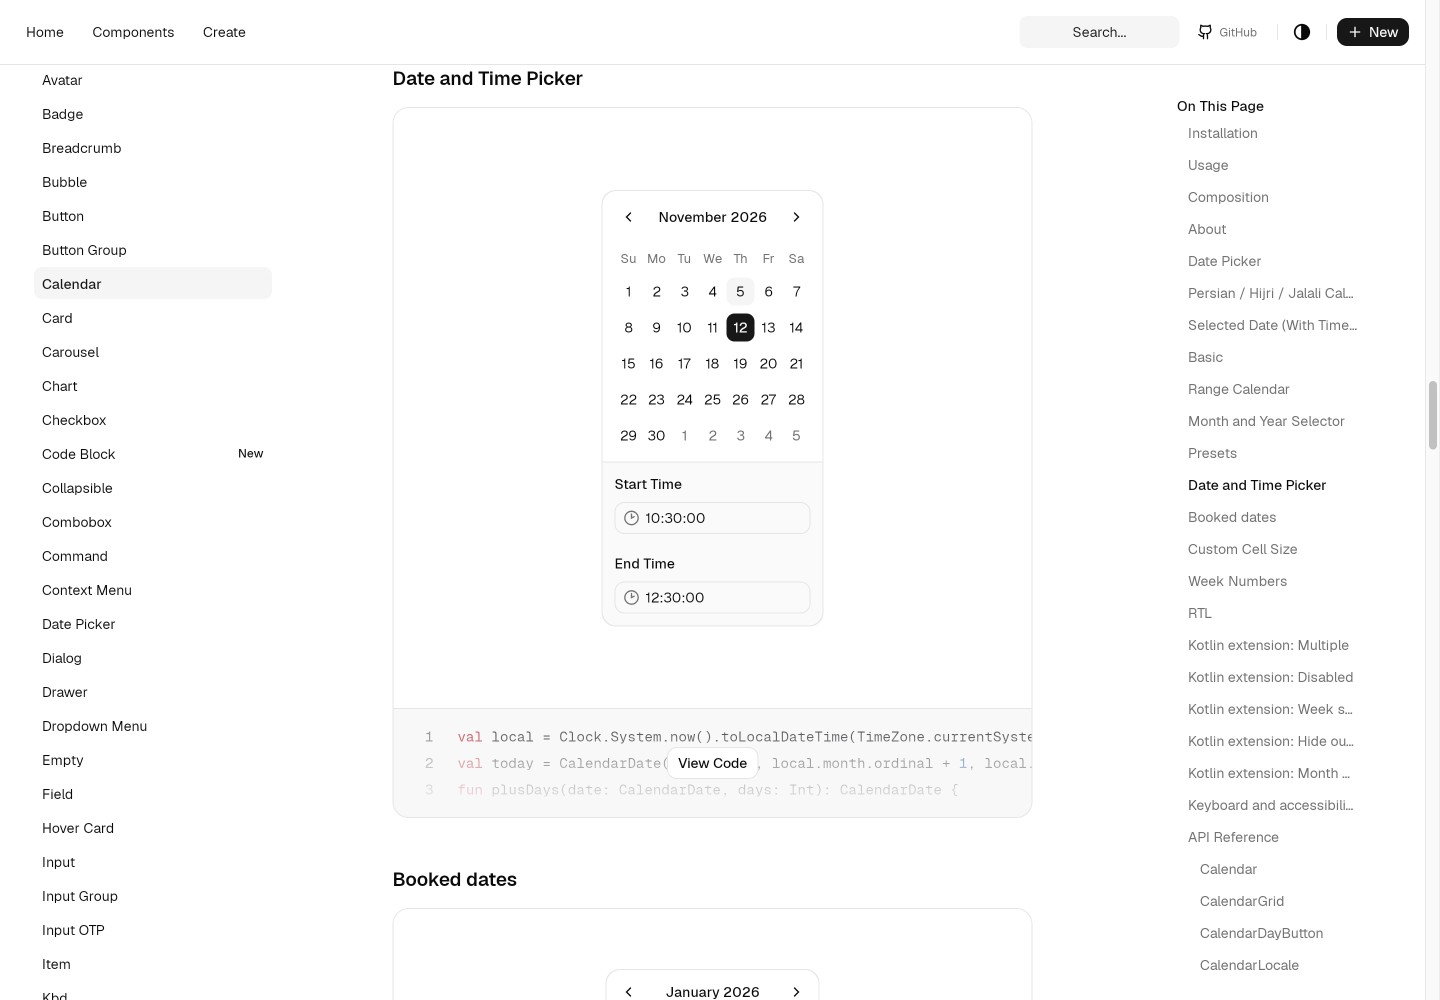 Home
Components
Create
Search...
GitHub
New
Avatar
Badge
Breadcrumb
Bubble
Button
Button Group
Calendar
Card
Carousel
Chart
Checkbox
Code Block
New
Collapsible
Combobox
Command
Context Menu
Date Picker
Dialog
Drawer
Dropdown Menu
Empty
Field
Hover Card
Input
Input Group
Input OTP
Item
Kbd
Date and Time Picker
November 2026
Su Mo Tu We Th Fr Sa
1 2 3 4 5 6 7
8 9 10 11 12 13 14
15 16 17 18 19 20 21
22 23 24 25 26 27 28
29 30 1 2 3 4 5
Start Time
10:30:00
End Time
12:30:00
1 val local = Clock.System.now().toLocalDateTime(TimeZone.currentSyste
2 val today = CalendarDate( , local.month.ordinal + 1, local.
View Code
3 fun plusDays(date: CalendarDate, days: Int): CalendarDate {
Booked dates
January 2026
On This Page
Installation
Usage
Composition
About
Date Picker
Persian / Hijri / Jalali Cal…
Selected Date (With Time…
Basic
Range Calendar
Month and Year Selector
Presets
Date and Time Picker
Booked dates
Custom Cell Size
Week Numbers
RTL
Kotlin extension: Multiple
Kotlin extension: Disabled
Kotlin extension: Week s…
Kotlin extension: Hide ou…
Kotlin extension: Month …
Keyboard and accessibili…
API Reference
Calendar
CalendarGrid
CalendarDayButton
CalendarLocale